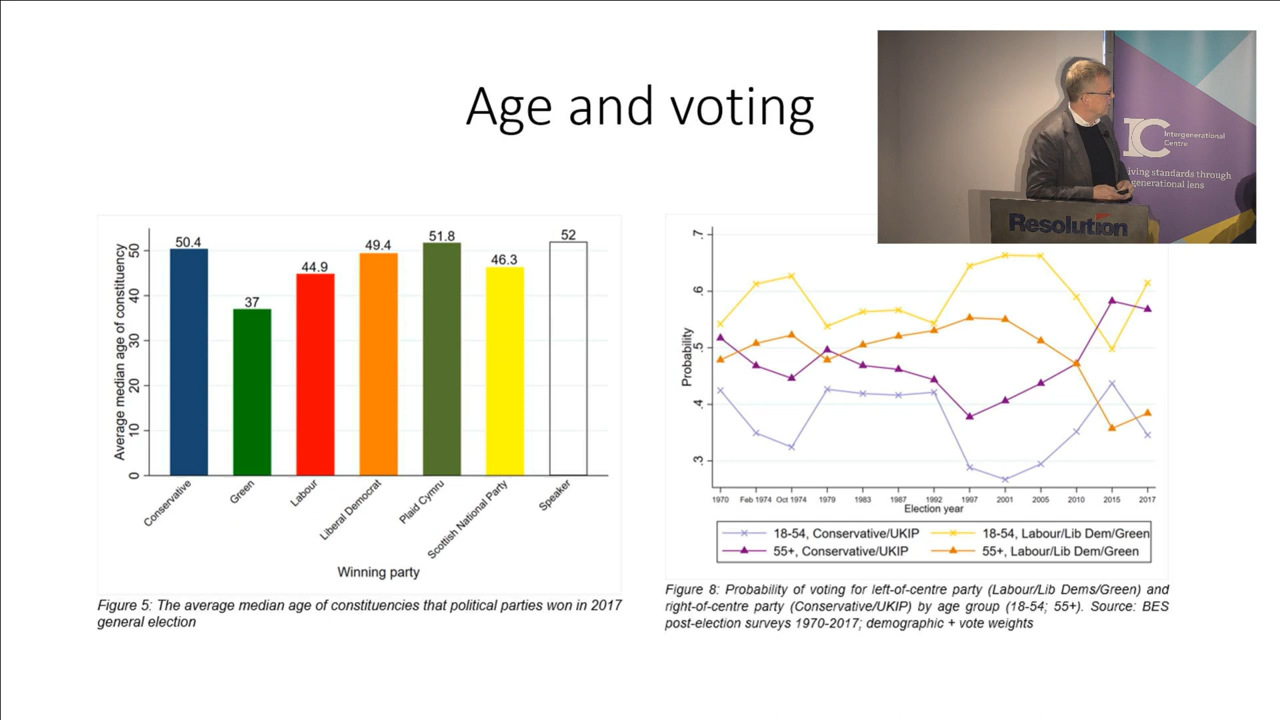 Age and voting
IC
Intergenerational
Centre
iving standards through
generational lens
Resolution
Average median age of constituency
50
40
30
20
10
0
50.4
37
44.9
49.4
51.8
46.3
52
Conservative
Green
Labour
Liberal Democrat
Plaid Cymru
Scottish National Party
Speaker
Winning party
Figure 5: The average median age of constituencies that political parties won in 2017
general election
Probability
.7
.6
.5
.4
.3
1970 Feb 1974 Oct 1974 1979 1983 1987 1992 1997 2001 2005 2010 2015 2017
Election year
18-54, Conservative/UKIP 18-54, Labour/Lib Dem/Green
55+, Conservative/UKIP 55+, Labour/Lib Dem/Green
Figure 8: Probability of voting for left-of-centre party (Labour/Lib Dems/Green) and
right-of-centre party (Conservative/UKIP) by age group (18-54; 55+). Source: BES
post-election surveys 1970-2017; demographic + vote weights